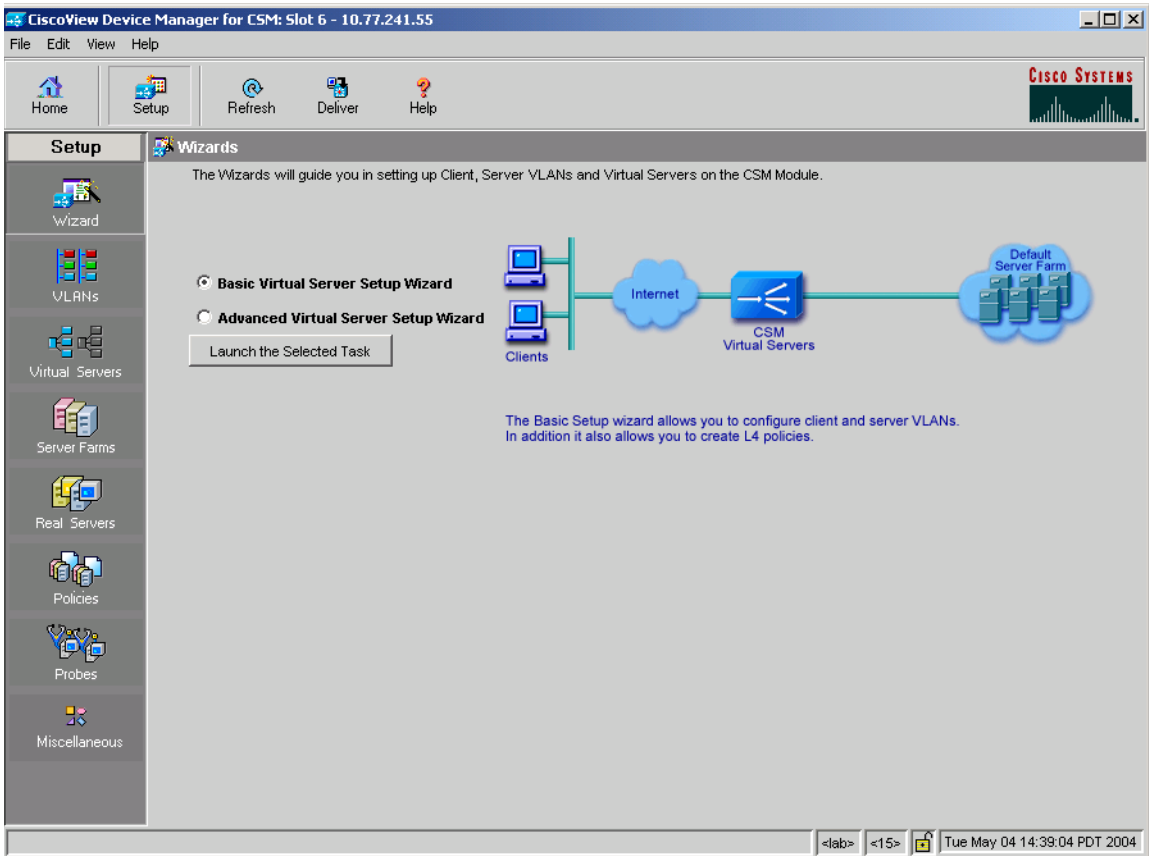 CiscoView Device Manager for CSM: Slot 6 - 10.77.241.55
File Edit View Help
Home Setup Refresh Deliver Help
CISCO SYSTEMS
Setup
Wizards
The Wizards will guide you in setting up Client, Server VLANs and Virtual Servers on the CSM Module.
Wizard
VLANs
Virtual Servers
Server Farms
Real Servers
Policies
Probes
Miscellaneous
Basic Virtual Server Setup Wizard
Advanced Virtual Server Setup Wizard
Launch the Selected Task
Clients
Internet
CSM
Virtual Servers
Default
Server Farm
The Basic Setup wizard allows you to configure client and server VLANs.
In addition it also allows you to create L4 policies.
<lab> <15> Tue May 04 14:39:04 PDT 2004